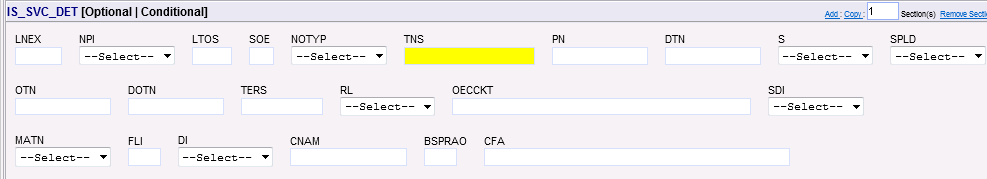 IS_SVC_DET [Optional | Conditional] Add : Copy : 1 Section(s) Remove Secti
LNEX NPI LTOS SOE NOTYP TNS PN DTN S SPLD
--Select-- --Select-- --Select-- --Select--
OTN DOTN TERS RL OECCKT SDI
--Select-- --Select--
MATN FLI DI CNAM BSPRAO CFA
--Select-- --Select--